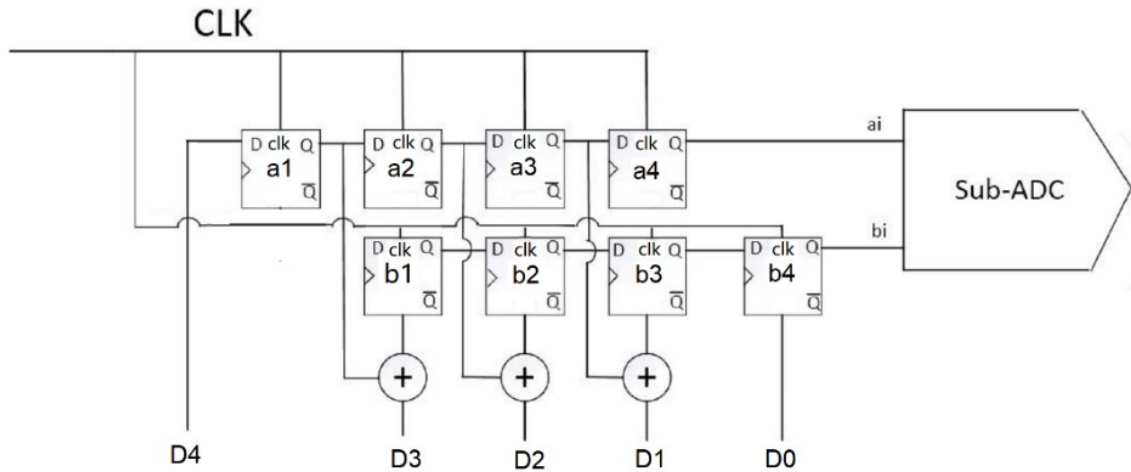 CLK
D clk Q
a1
Q
D clk Q
a2
Q
D clk Q
a3
Q
D clk Q
a4
Q
ai
Sub-ADC
bi
D clk Q
b1
Q
D clk Q
b2
Q
D clk Q
b3
Q
D clk Q
b4
Q
+
+
+
D4
D3
D2
D1
D0